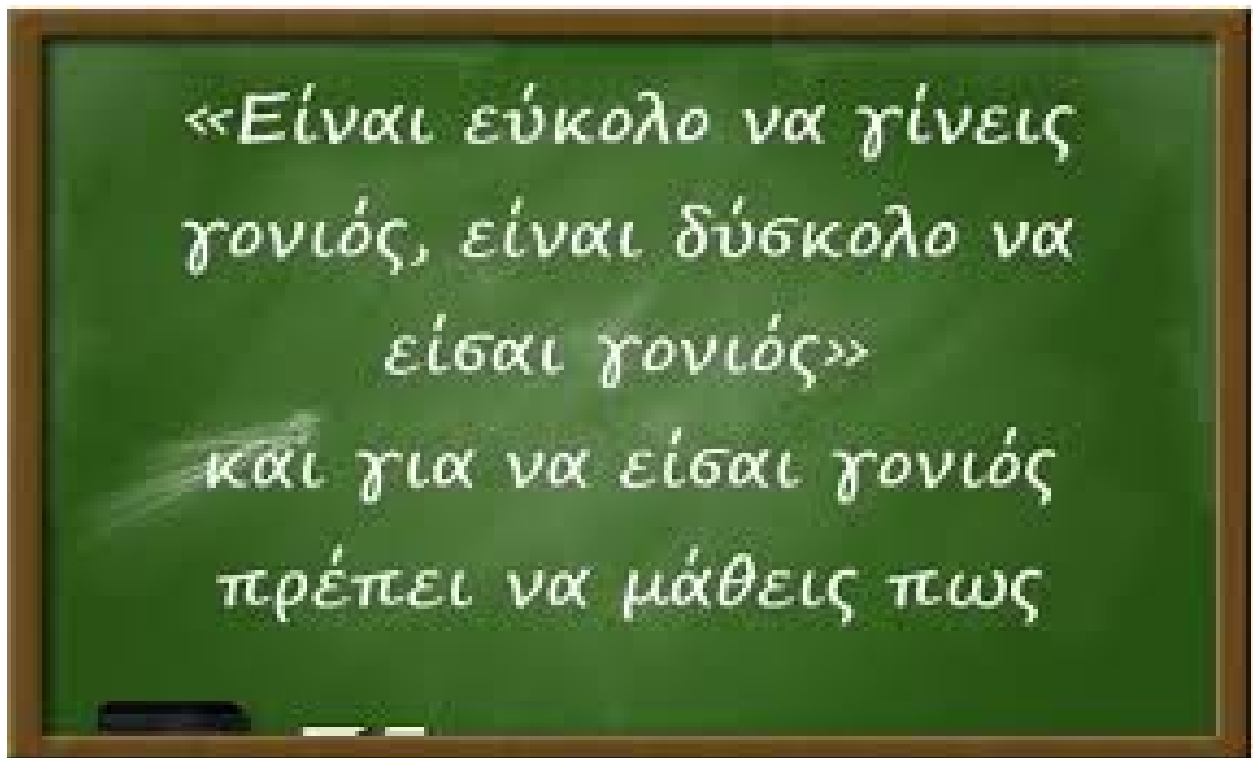 «Είναι εύκολο να γίνεις
γονιός, είναι δύσκολο να
είσαι γονιός»
και για να είσαι γονιός
πρέπει να μάθεις πως